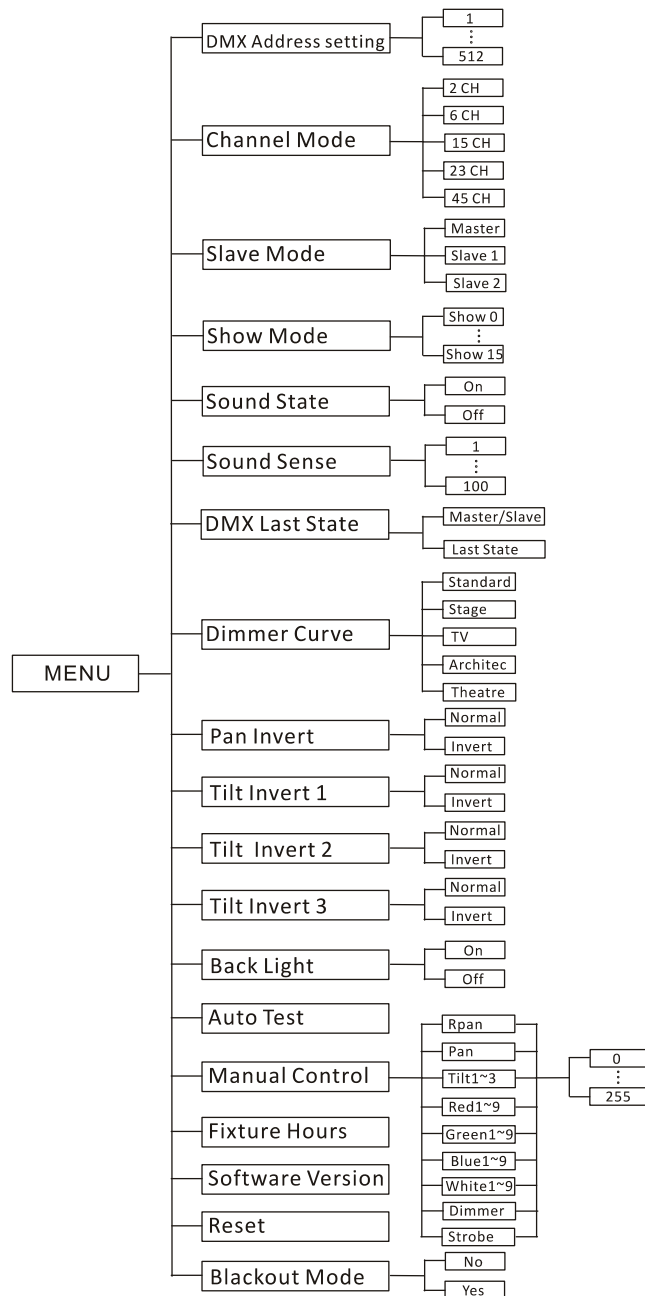 DMX Address setting
1
⋮
512
Channel Mode
2 CH
6 CH
15 CH
23 CH
45 CH
Slave Mode
Master
Slave 1
Slave 2
Show Mode
Show 0
⋮
Show 15
Sound State
On
Off
Sound Sense
1
⋮
100
DMX Last State
Master/Slave
Last State
Dimmer Curve
Standard
Stage
TV
Architec
Theatre
MENU
Pan Invert
Normal
Invert
Tilt Invert 1
Normal
Invert
Tilt Invert 2
Normal
Invert
Tilt Invert 3
Normal
Invert
Back Light
On
Off
Auto Test
Manual Control
Rpan
Pan
Tilt1~3
Red1~9
Green1~9
Blue1~9
White1~9
Dimmer
Strobe
0
⋮
255
Fixture Hours
Software Version
Reset
Blackout Mode
No
Yes